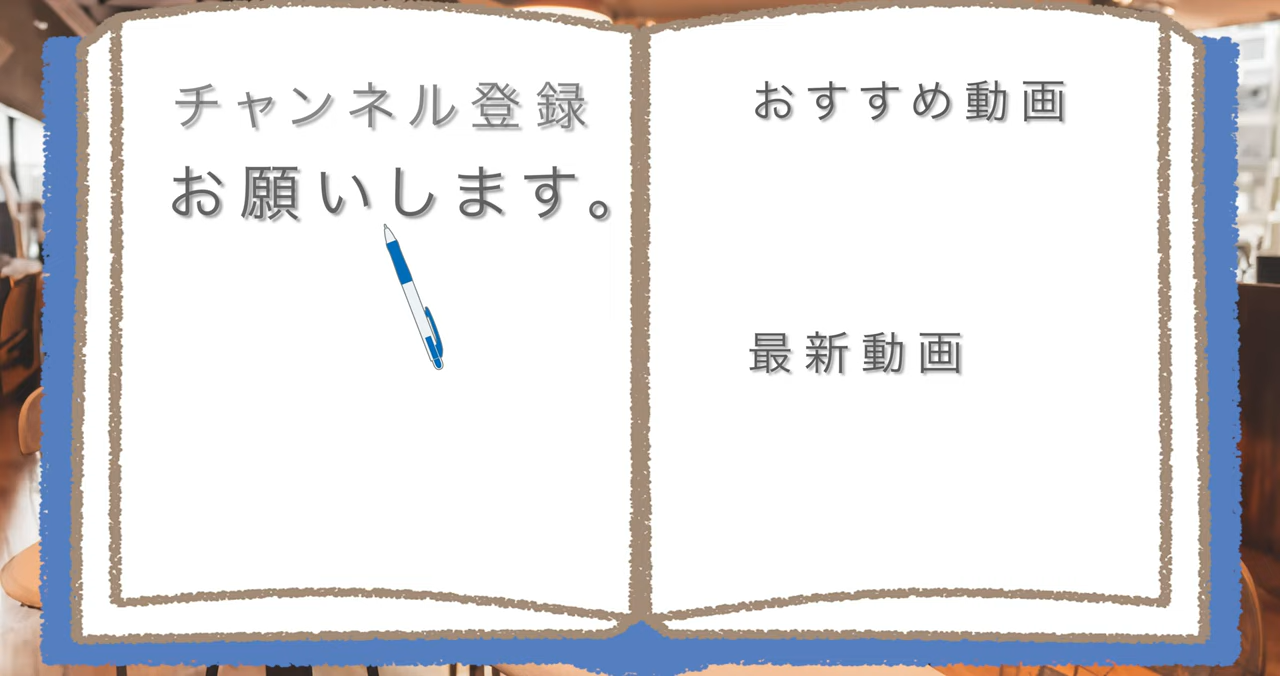 チャンネル登録
お願いします。
おすすめ動画
最新動画